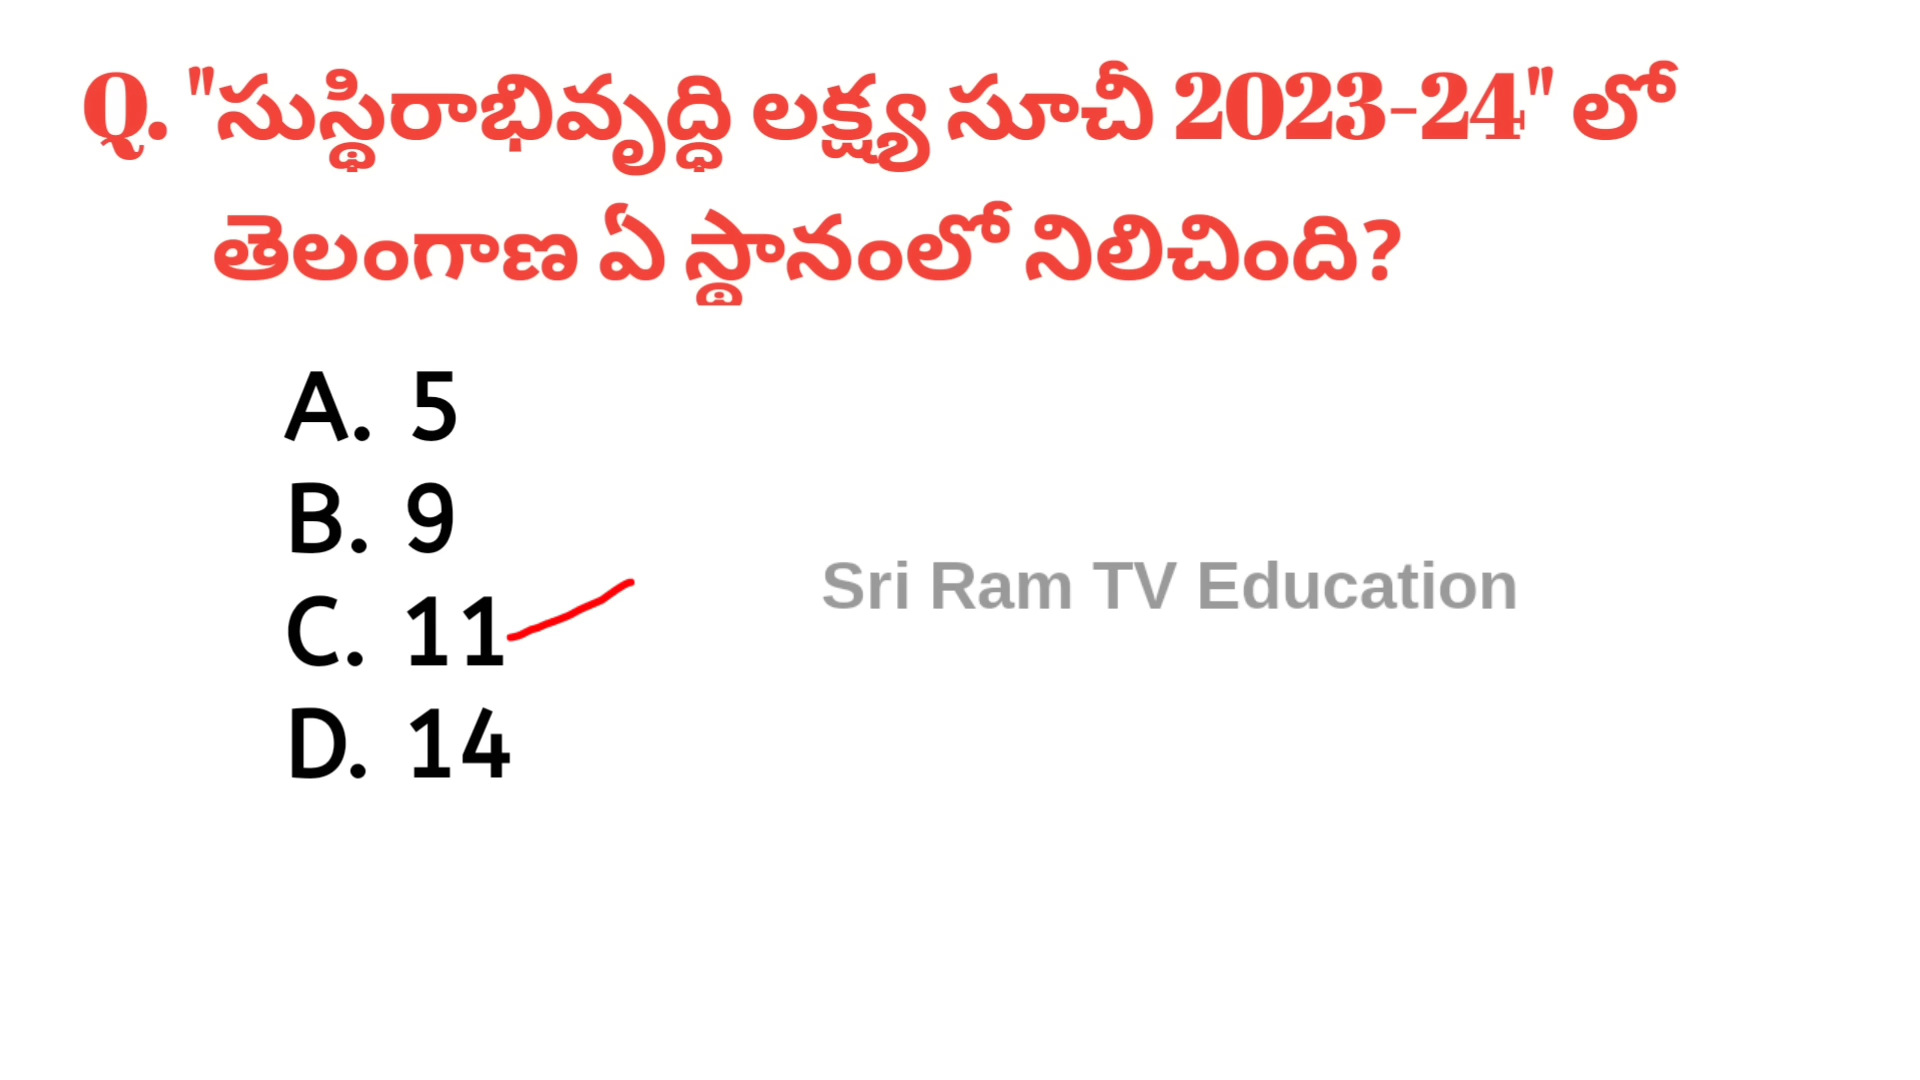 Q. "సుస్థిరాభివృద్ధి లక్ష్య సూచీ 2023-24" లో
తెలంగాణ ఏ స్థానంలో నిలిచింది?
A. 5
B. 9
C. 11
D. 14
Sri Ram TV Education